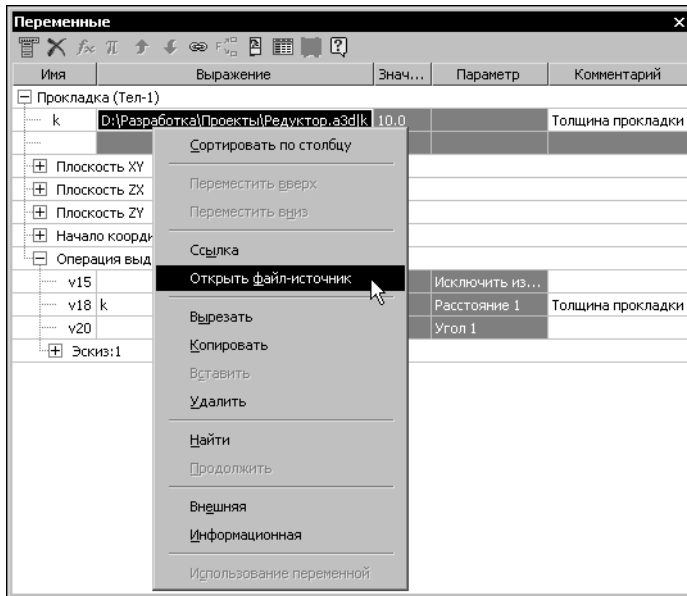 Переменные
Имя Выражение Знач... Параметр Комментарий
Прокладка (Тел-1)
k D:\Разработка\Проекты\Редуктор.a3d|k 10.0 Толщина прокладки
Сортировать по столбцу
Плоскость XY
Переместить вверх
Плоскость ZX
Переместить вниз
Плоскость ZY
Начало коорди
Ссылка
Операция выд
Открыть файл-источник
v15 Исключить из...
v18 k Расстояние 1 Толщина прокладки
Вырезать
v20 Угол 1
Копировать
Эскиз:1
Вставить
Удалить
Найти
Продолжить
Внешняя
Информационная
Использование переменной